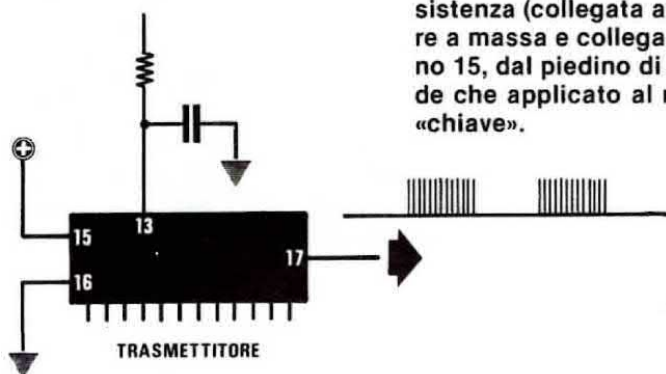 sistenza (collegata a
re a massa e collega
no 15, dal piedino di
de che applicato al
«chiave».
13
15
17
16
TRASMETTITORE